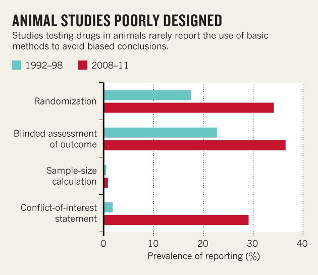 ANIMAL STUDIES POORLY DESIGNED
Studies testing drugs in animals rarely report the use of basic
methods to avoid biased conclusions.
1992–98 2008–11
Randomization
Blinded assessment
of outcome
Sample-size
calculation
Conflict-of-interest
statement
0 10 20 30 40
Prevalence of reporting (%)